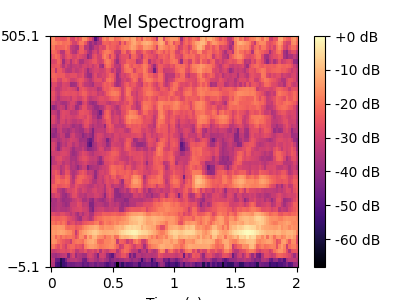 Mel Spectrogram
505.1
−5.1
0
0.5
1
1.5
2
+0 dB
-10 dB
-20 dB
-30 dB
-40 dB
-50 dB
-60 dB